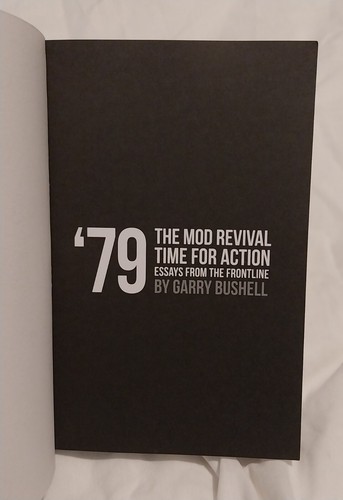 ‘79
THE MOD REVIVAL
TIME FOR ACTION
ESSAYS FROM THE FRONTLINE
BY GARRY BUSHELL